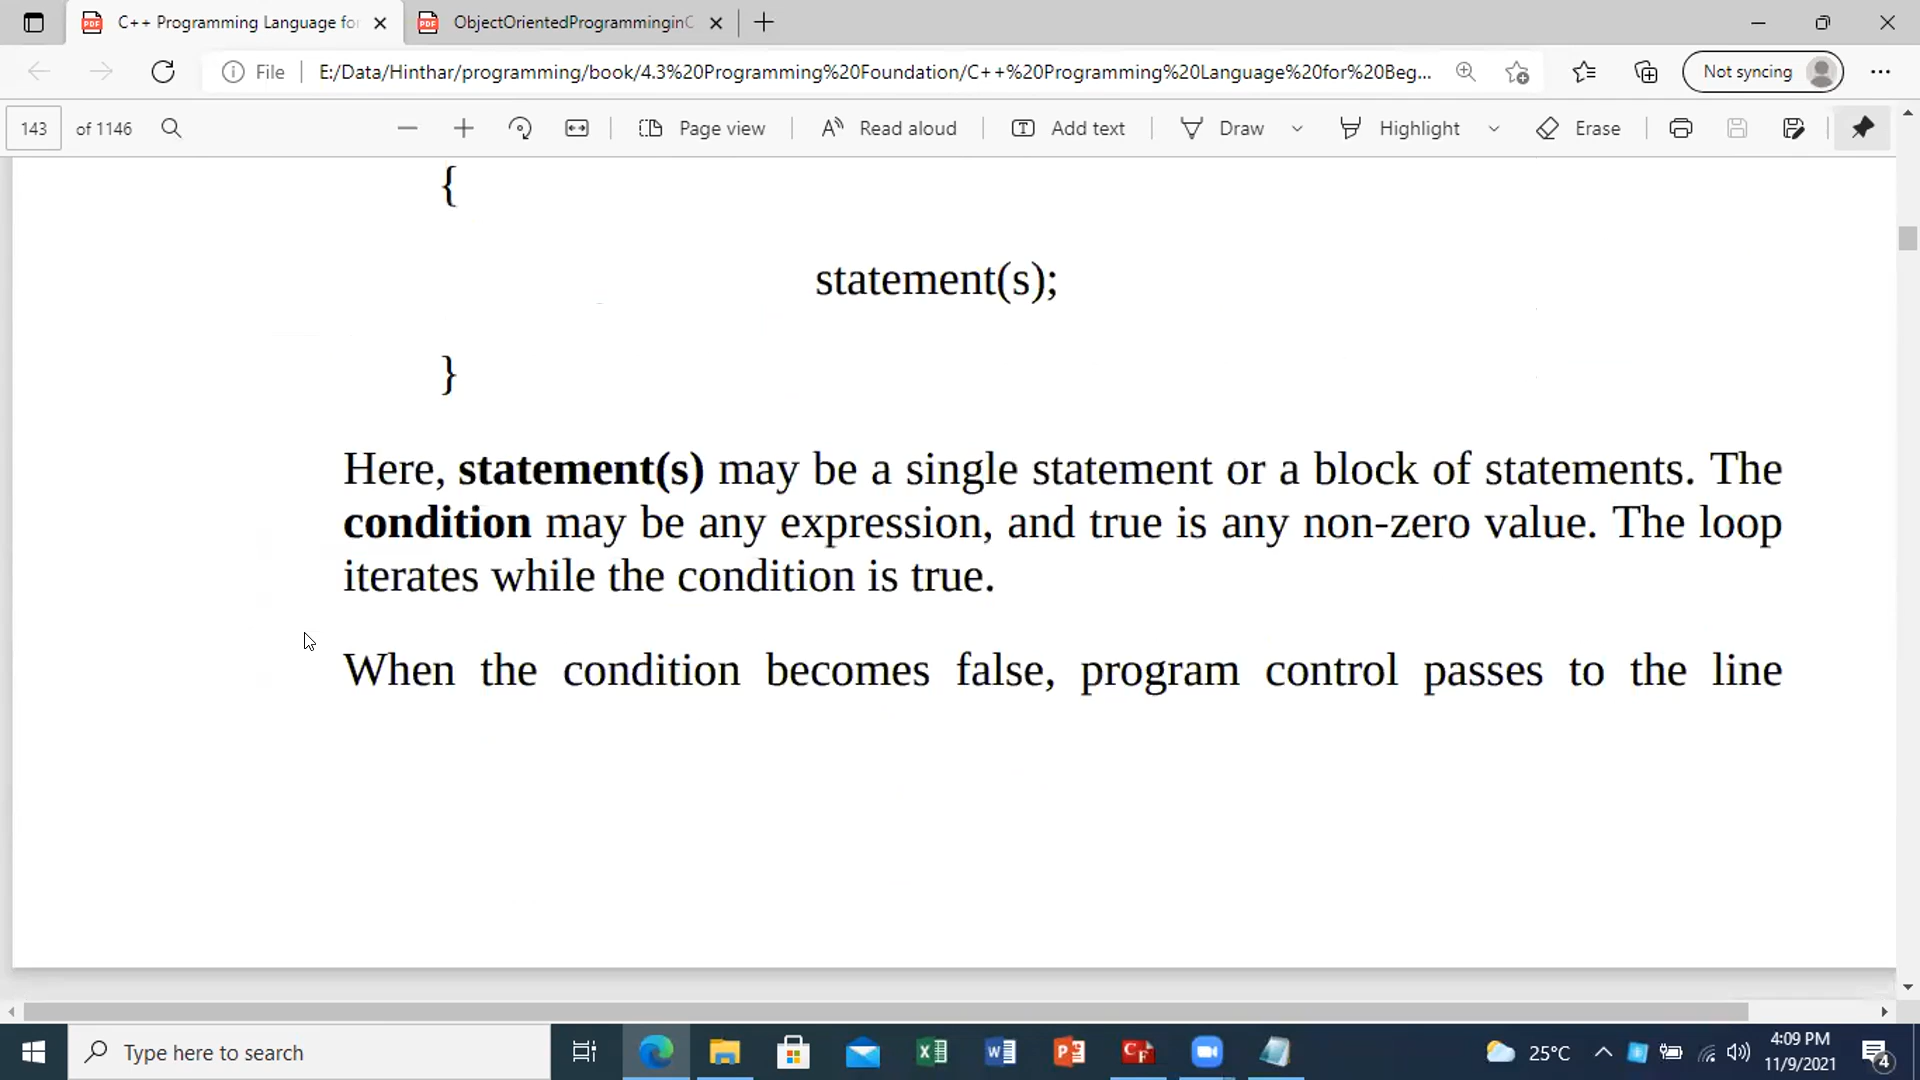 C++ Programming Language fo
ObjectOrientedProgramminginC
File
E:/Data/Hinthar/programming/book/4.3%20Programming%20Foundation/C++%20Programming%20Language%20for%20Beg...
Not syncing
143 of 1146
Page view
Read aloud
Add text
Draw
Highlight
Erase
{
statement(s);
}
Here, statement(s) may be a single statement or a block of statements. The
condition may be any expression, and true is any non-zero value. The loop
iterates while the condition is true.
When the condition becomes false, program control passes to the line
Type here to search
25°C
4:09 PM
11/9/2021
4